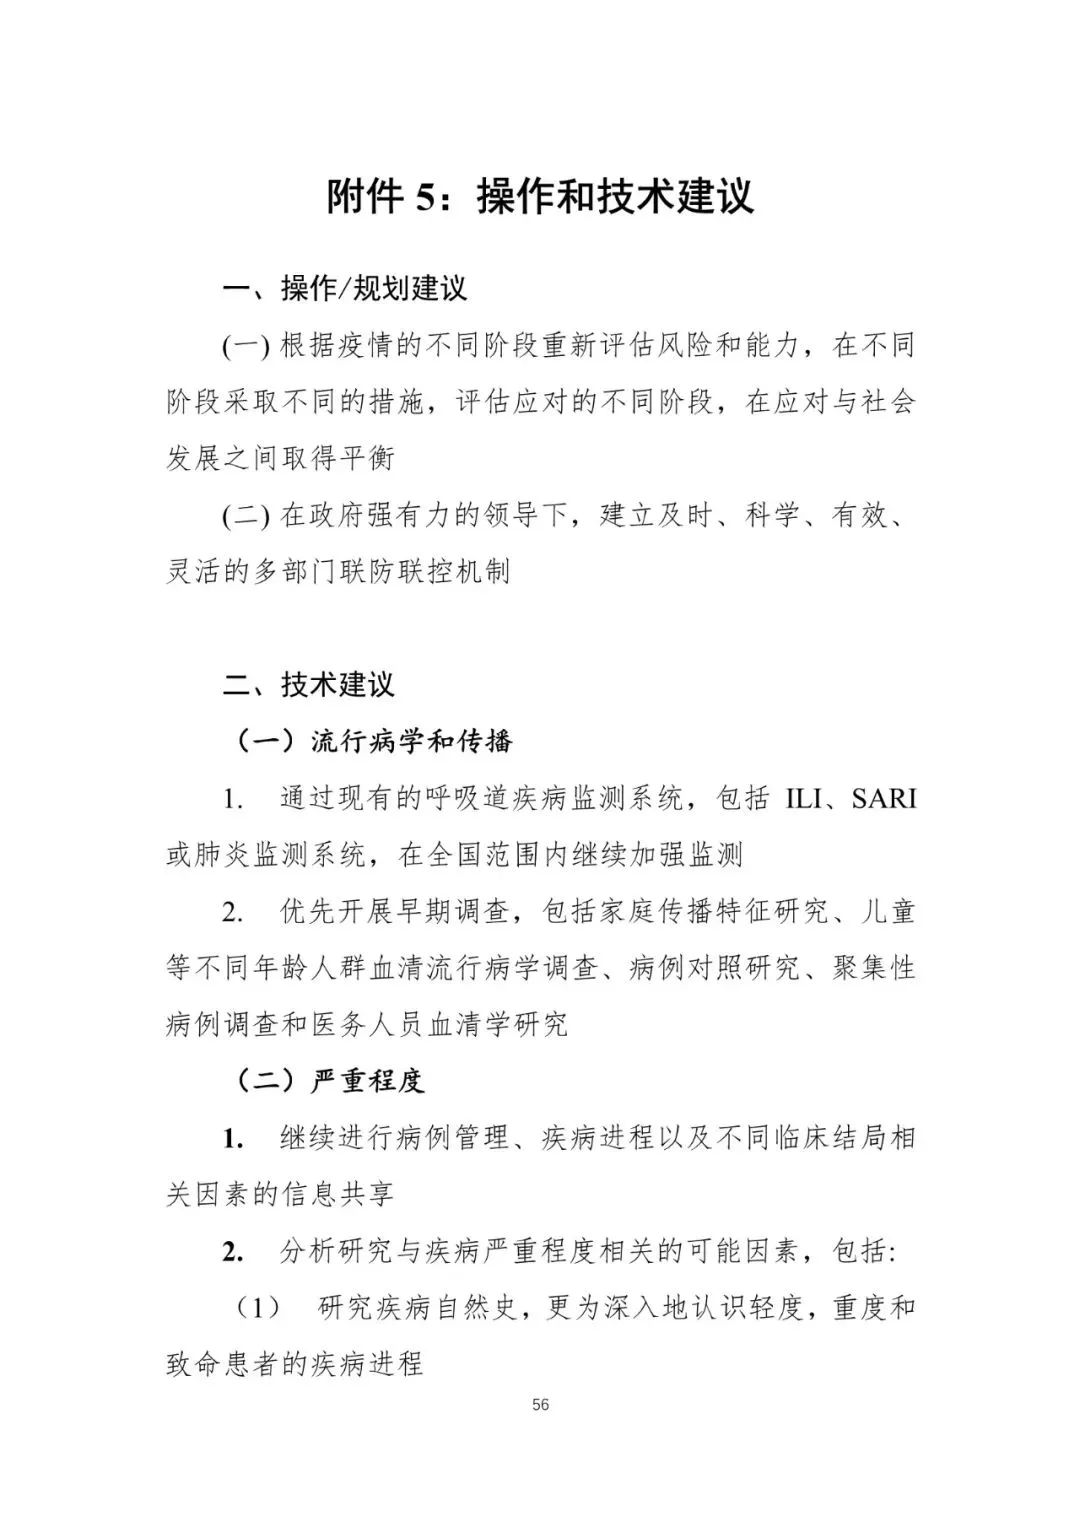 附件 5：操作和技术建议
一、操作/规划建议
(一) 根据疫情的不同阶段重新评估风险和能力，在不同
阶段采取不同的措施，评估应对的不同阶段，在应对与社会
发展之间取得平衡
(二) 在政府强有力的领导下，建立及时、科学、有效、
灵活的多部门联防联控机制
二、技术建议
（一）流行病学和传播
1. 通过现有的呼吸道疾病监测系统，包括 ILI、SARI
或肺炎监测系统，在全国范围内继续加强监测
2. 优先开展早期调查，包括家庭传播特征研究、儿童
等不同年龄人群血清流行病学调查、病例对照研究、聚集性
病例调查和医务人员血清学研究
（二）严重程度
1. 继续进行病例管理、疾病进程以及不同临床结局相
关因素的信息共享
2. 分析研究与疾病严重程度相关的可能因素，包括:
（1） 研究疾病自然史，更为深入地认识轻度，重度和
致命患者的疾病进程
56